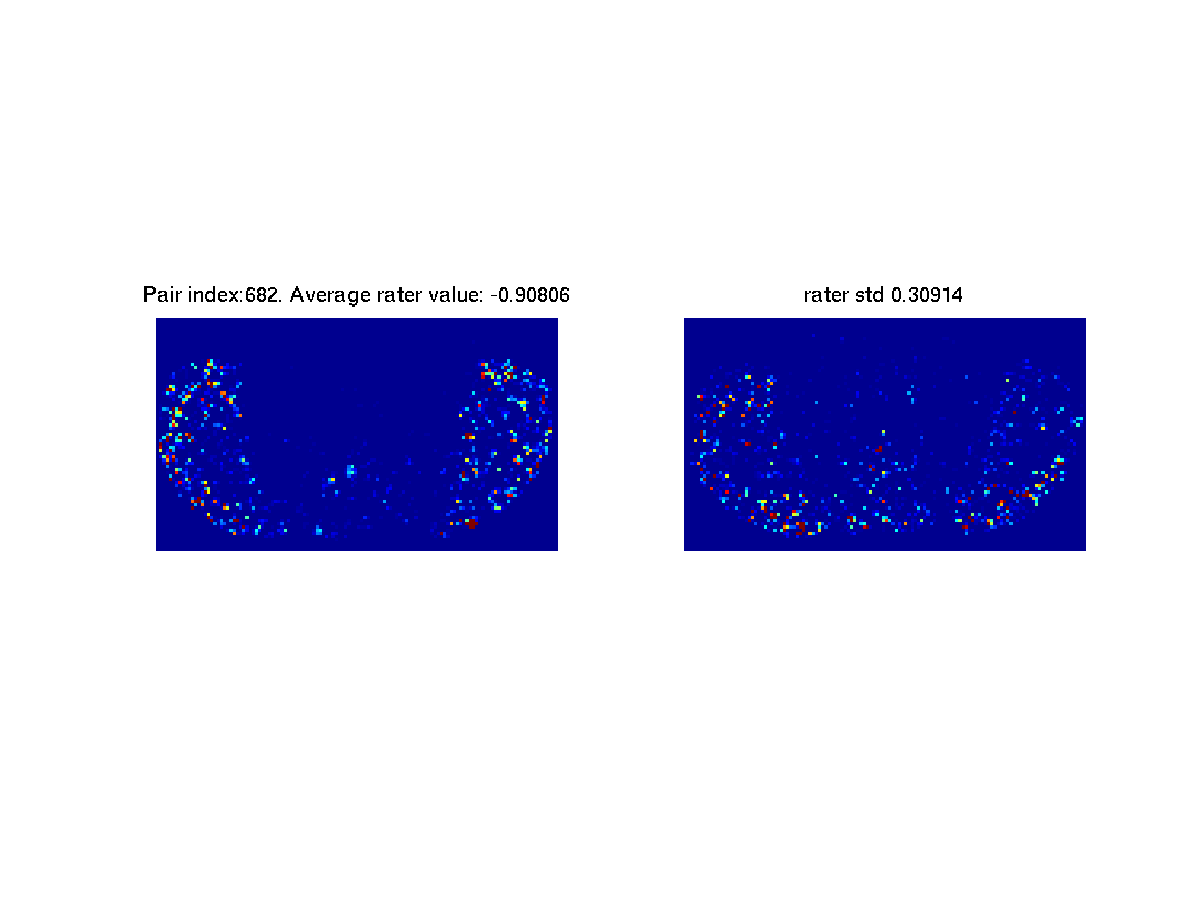 Pair index:682. Average rater value: -0.90806
rater std 0.30914